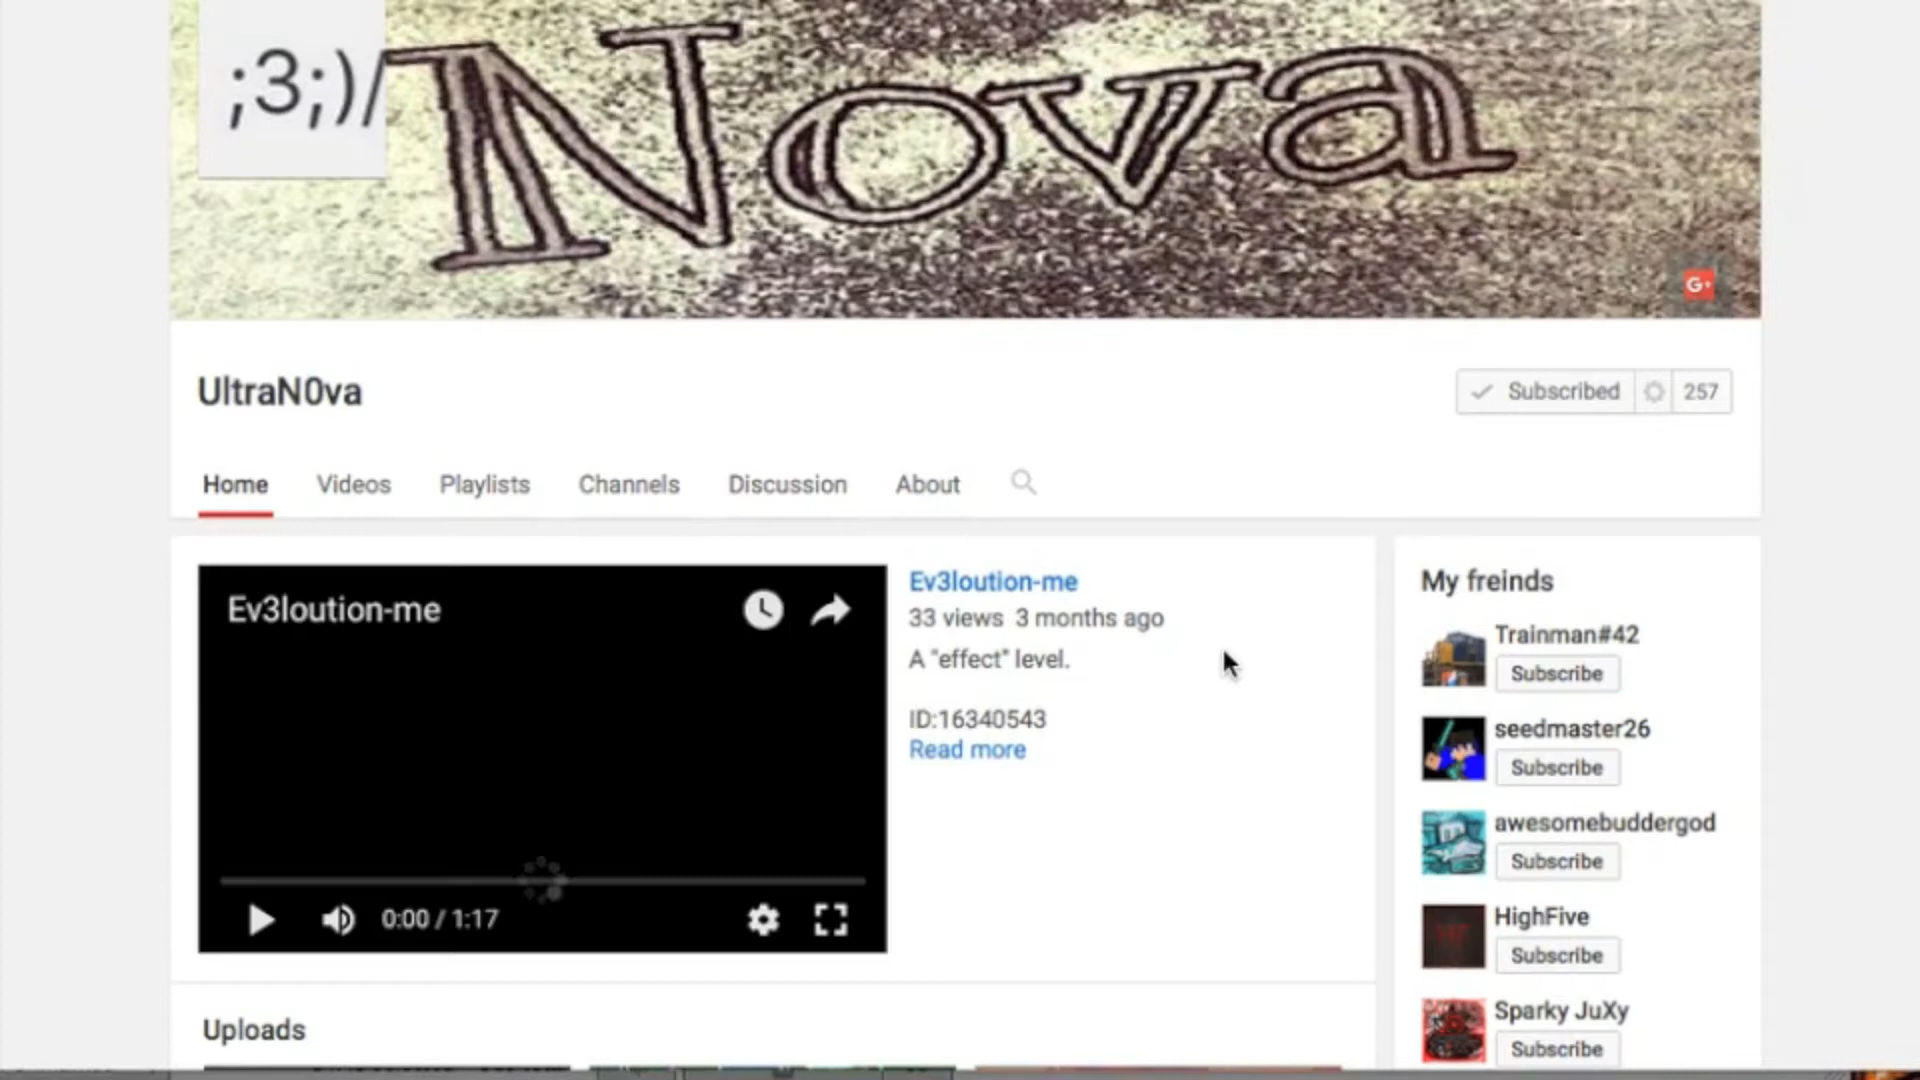 ;3;)/
Nova
G+
UltraN0va
Subscribed 257
Home Videos Playlists Channels Discussion About
Ev3loution-me
0:00 / 1:17
Ev3loution-me
33 views 3 months ago
A "effect" level.
ID:16340543
Read more
My freinds
Trainman#42
Subscribe
seedmaster26
Subscribe
awesomebuddergod
Subscribe
HighFive
Subscribe
Sparky JuXy
Subscribe
Uploads